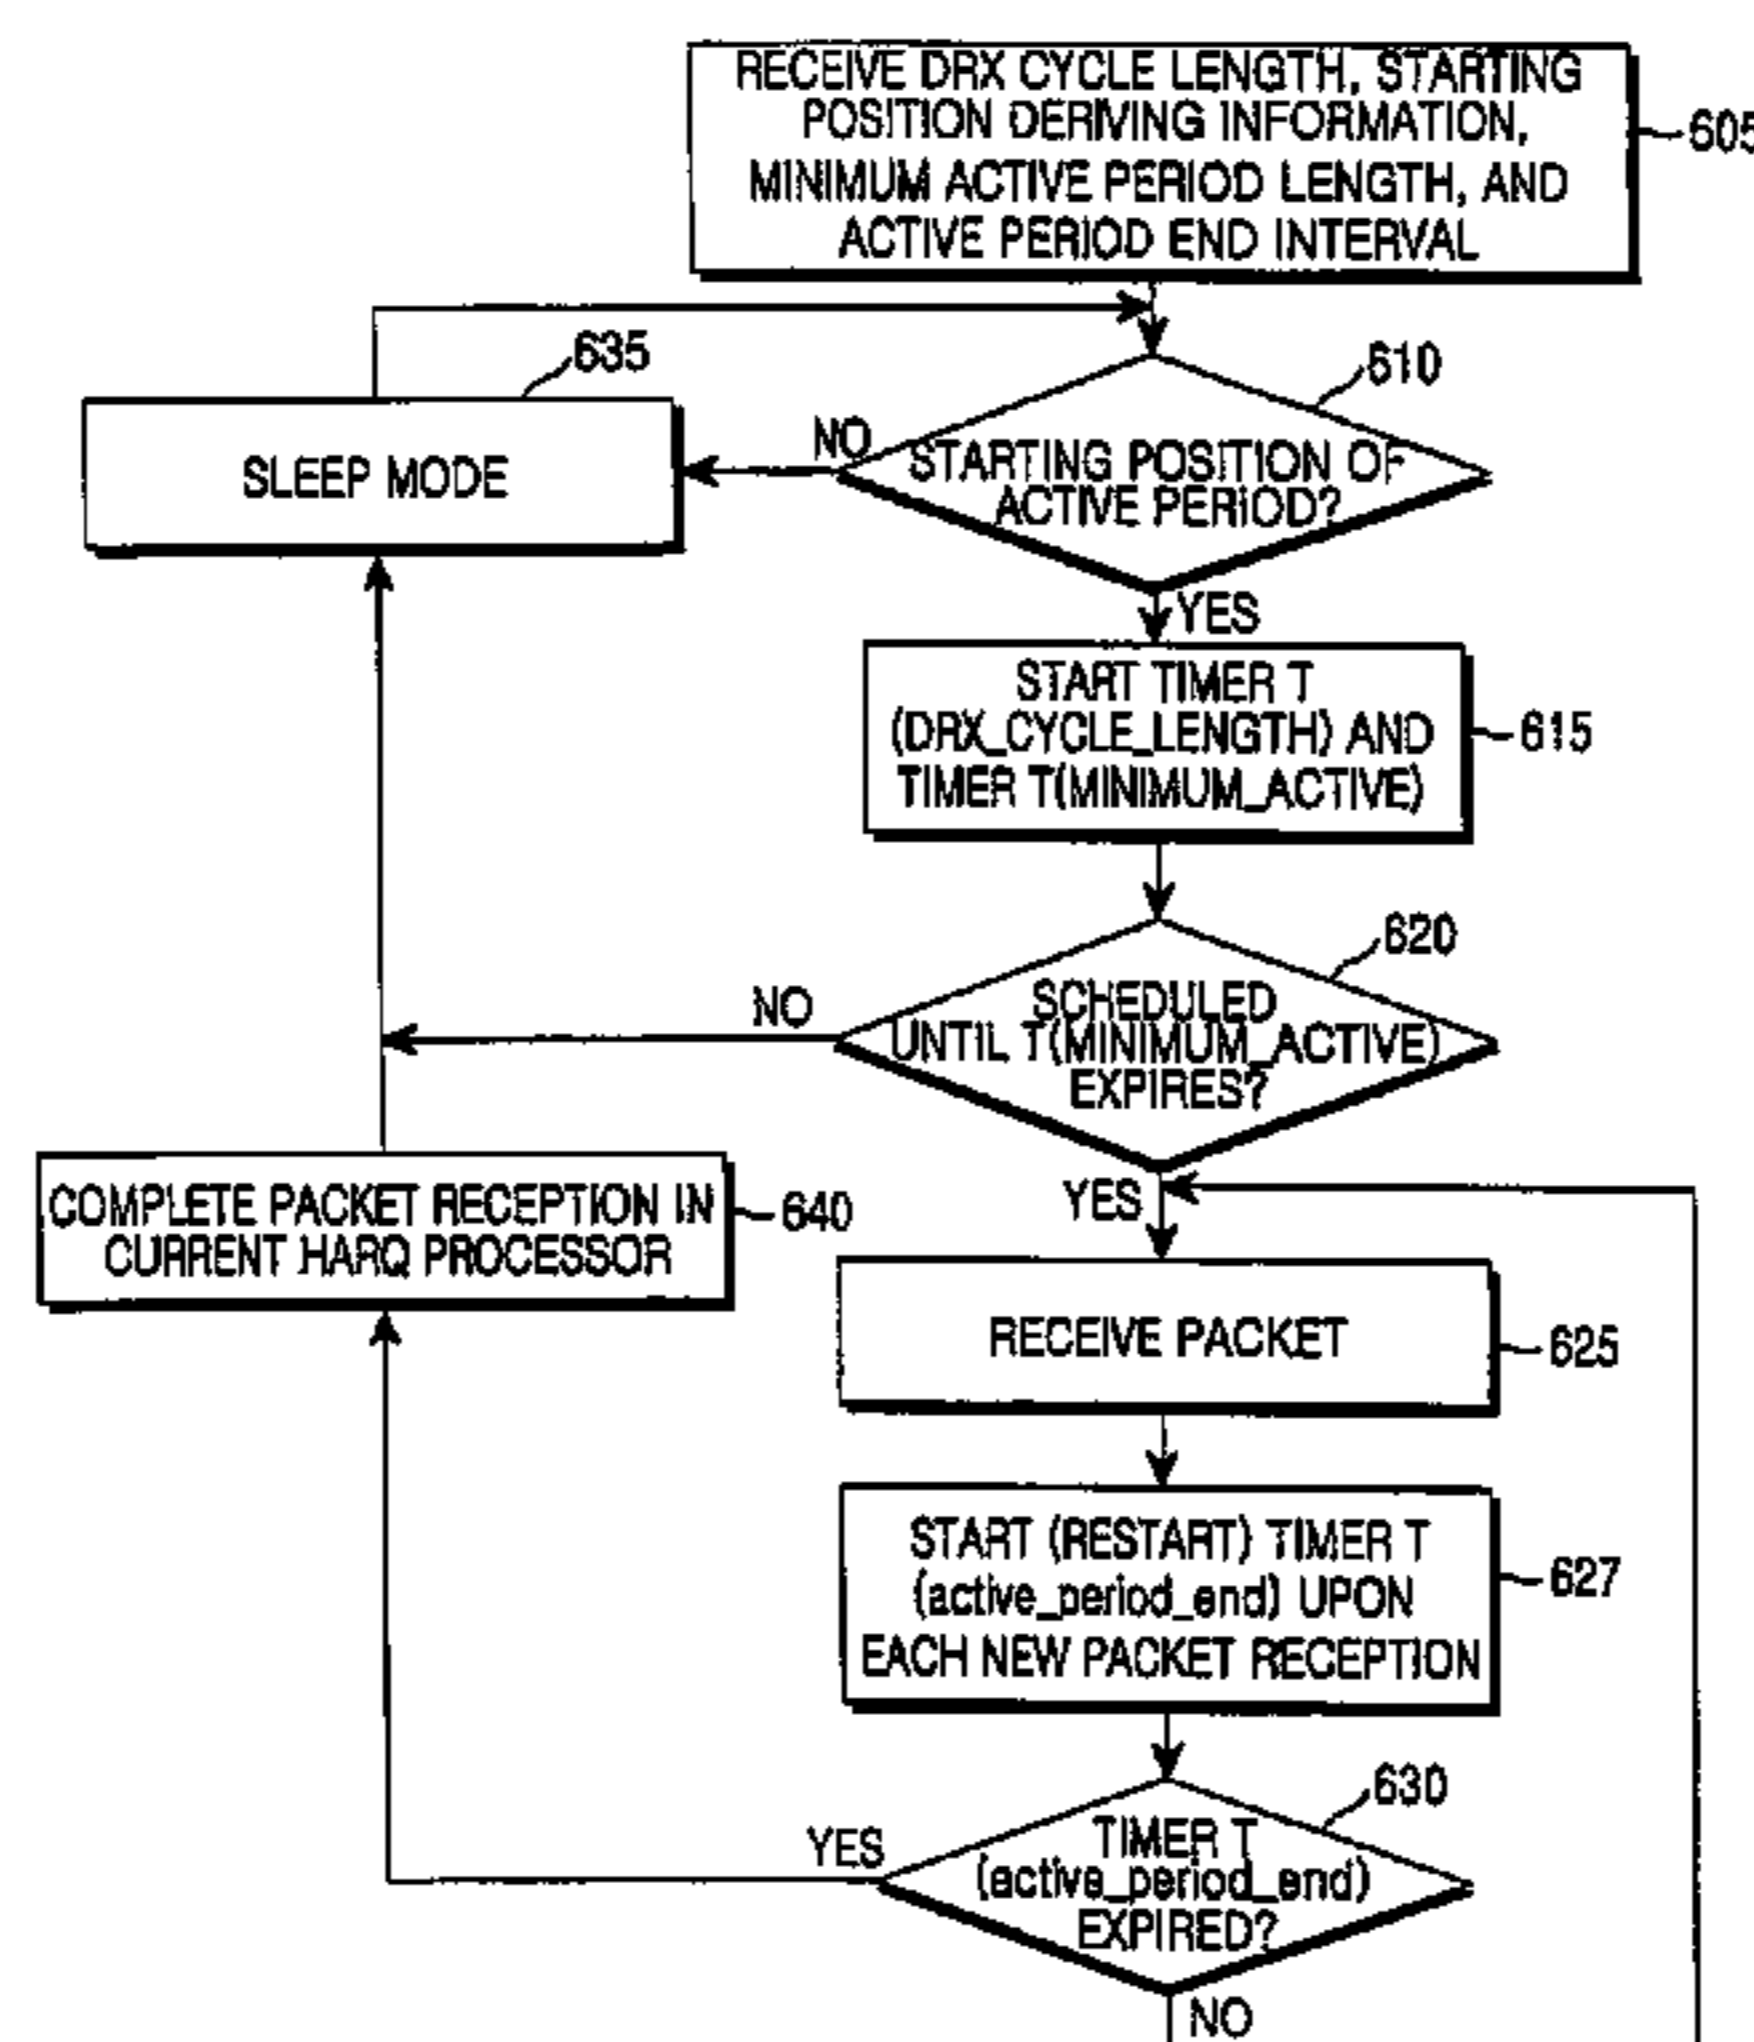 RECEIVE DRX CYCLE LENGTH, STARTING
POSITION DERIVING INFORMATION,
MINIMUM ACTIVE PERIOD LENGTH, AND
ACTIVE PERIOD END INTERVAL
605
635
610
SLEEP MODE
NO
STARTING POSITION OF
ACTIVE PERIOD?
YES
START TIMER T
(DRX_CYCLE_LENGTH) AND
TIMER T(MINIMUM_ACTIVE)
615
620
NO
SCHEDULED
UNTIL T(MINIMUM_ACTIVE)
EXPIRES?
YES
COMPLETE PACKET RECEPTION IN
CURRENT HARQ PROCESSOR
640
RECEIVE PACKET
625
START (RESTART) TIMER T
(active_period_end) UPON
EACH NEW PACKET RECEPTION
627
630
YES
TIMER T
(active_period_end)
EXPIRED?
NO